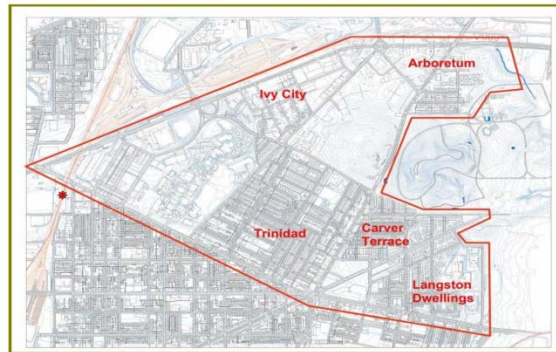 Arboretum
Ivy City
Trinidad
Carver
Terrace
Langston
Dwellings